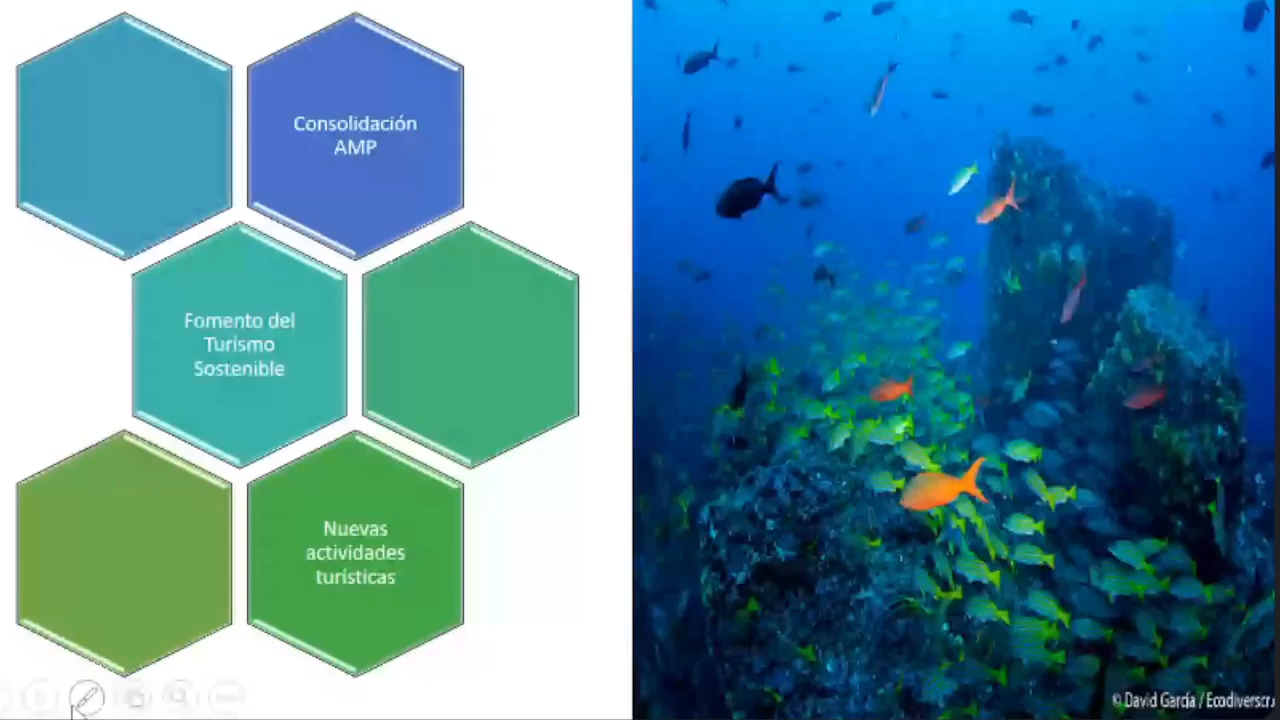 Consolidación
AMP
Fomento del
Turismo
Sostenible
Nuevas
actividades
turísticas
© David García / Ecodiverscr